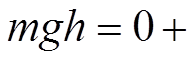 mgh = 0 +